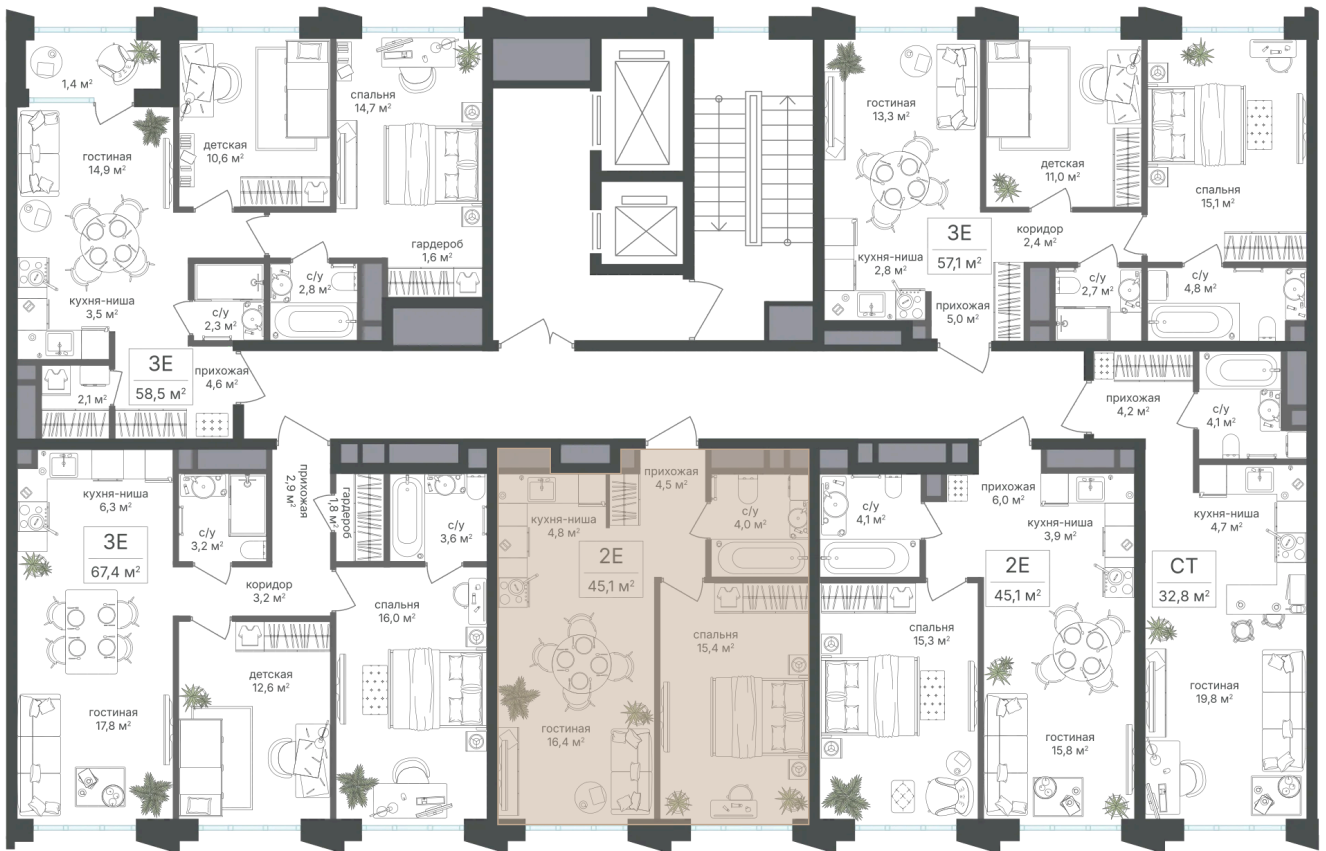 1,4 м²
гостиная
14,9 м²
кухня-ниша
3,5 м²
детская
10,6 м²
спальня
14,7 м²
гардероб
1,6 м²
с/у
2,8 м²
с/у
2,3 м²
3Е
58,5 м²
прихожая
4,6 м²
2,1 м²
гостиная
13,3 м²
кухня-ниша
2,8 м²
3Е
57,1 м²
прихожая
5,0 м²
детская
11,0 м²
коридор
2,4 м²
с/у
2,7 м²
спальня
15,1 м²
с/у
4,8 м²
кухня-ниша
6,3 м²
3Е
67,4 м²
гостиная
17,8 м²
с/у
3,2 м²
прихожая
2,9 м²
гардероб
1,8 м²
коридор
3,2 м²
детская
12,6 м²
с/у
3,6 м²
спальня
16,0 м²
прихожая
4,5 м²
кухня-ниша
4,8 м²
2Е
45,1 м²
с/у
4,0 м²
гостиная
16,4 м²
спальня
15,4 м²
с/у
4,1 м²
прихожая
6,0 м²
кухня-ниша
3,9 м²
2Е
45,1 м²
спальня
15,3 м²
гостиная
15,8 м²
прихожая
4,2 м²
с/у
4,1 м²
кухня-ниша
4,7 м²
СТ
32,8 м²
гостиная
19,8 м²